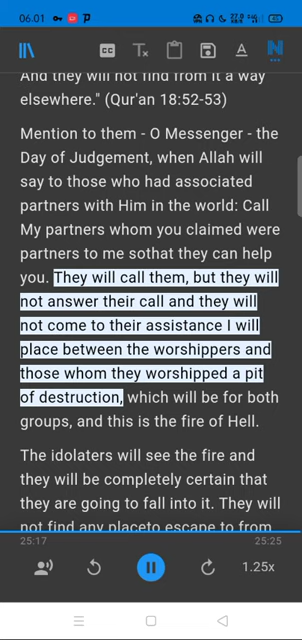 06.01
CC
A
N
And they will not find from it a way
elsewhere." (Qur'an 18:52-53)
Mention to them - O Messenger - the
Day of Judgement, when Allah will
say to those who had associated
partners with Him in the world: Call
My partners whom you claimed were
partners to me sothat they can help
you. They will call them, but they will
not answer their call and they will
not come to their assistance I will
place between the worshippers and
those whom they worshipped a pit
of destruction, which will be for both
groups, and this is the fire of Hell.
The idolaters will see the fire and
they will be completely certain that
they are going to fall into it. They will
not find any placeto escape to from
25:17 25:25
1.25x